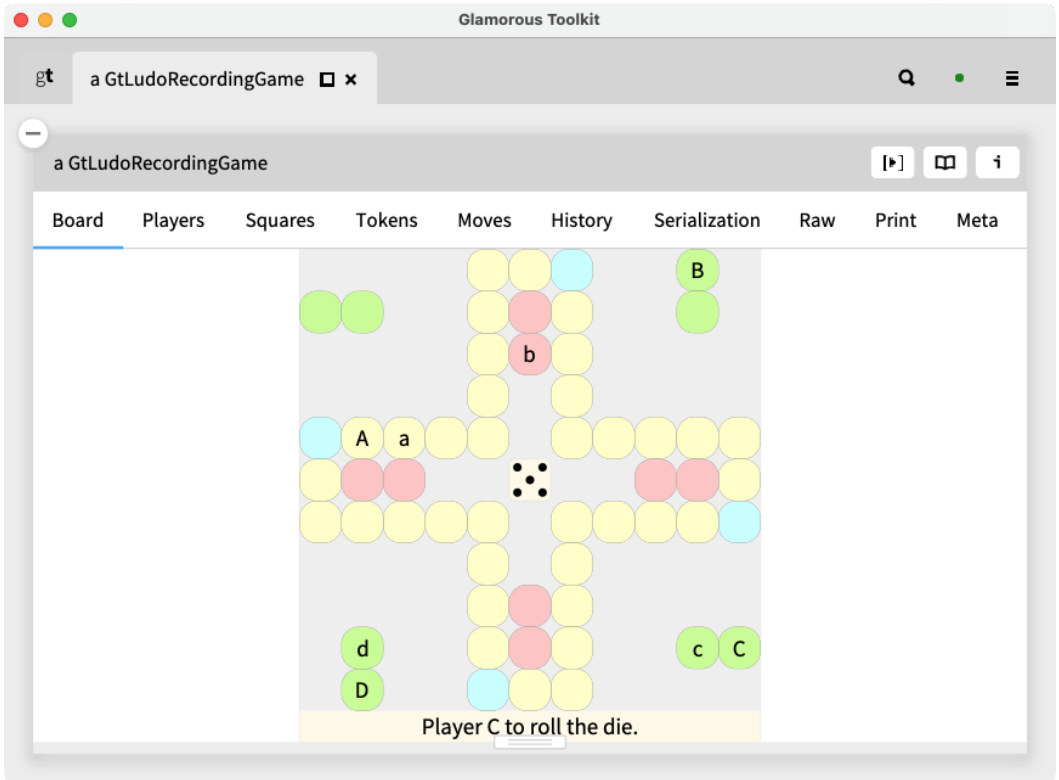 Glamorous Toolkit
gt a GtLudoRecordingGame
a GtLudoRecordingGame
Board Players Squares Tokens Moves History Serialization Raw Print Meta
B
b
A a
d c C
D
Player C to roll the die.